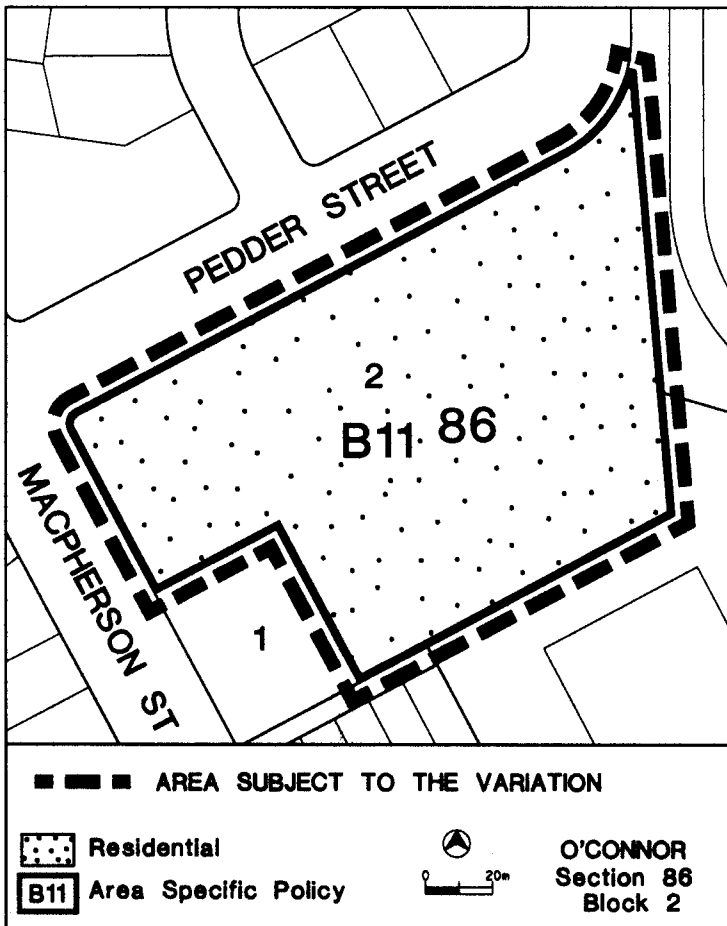 PEDDER STREET
2
B11 86
MACPHERSON ST
1
AREA SUBJECT TO THE VARIATION
Residential
B11 Area Specific Policy
0 20m
O'CONNOR
Section 86
Block 2